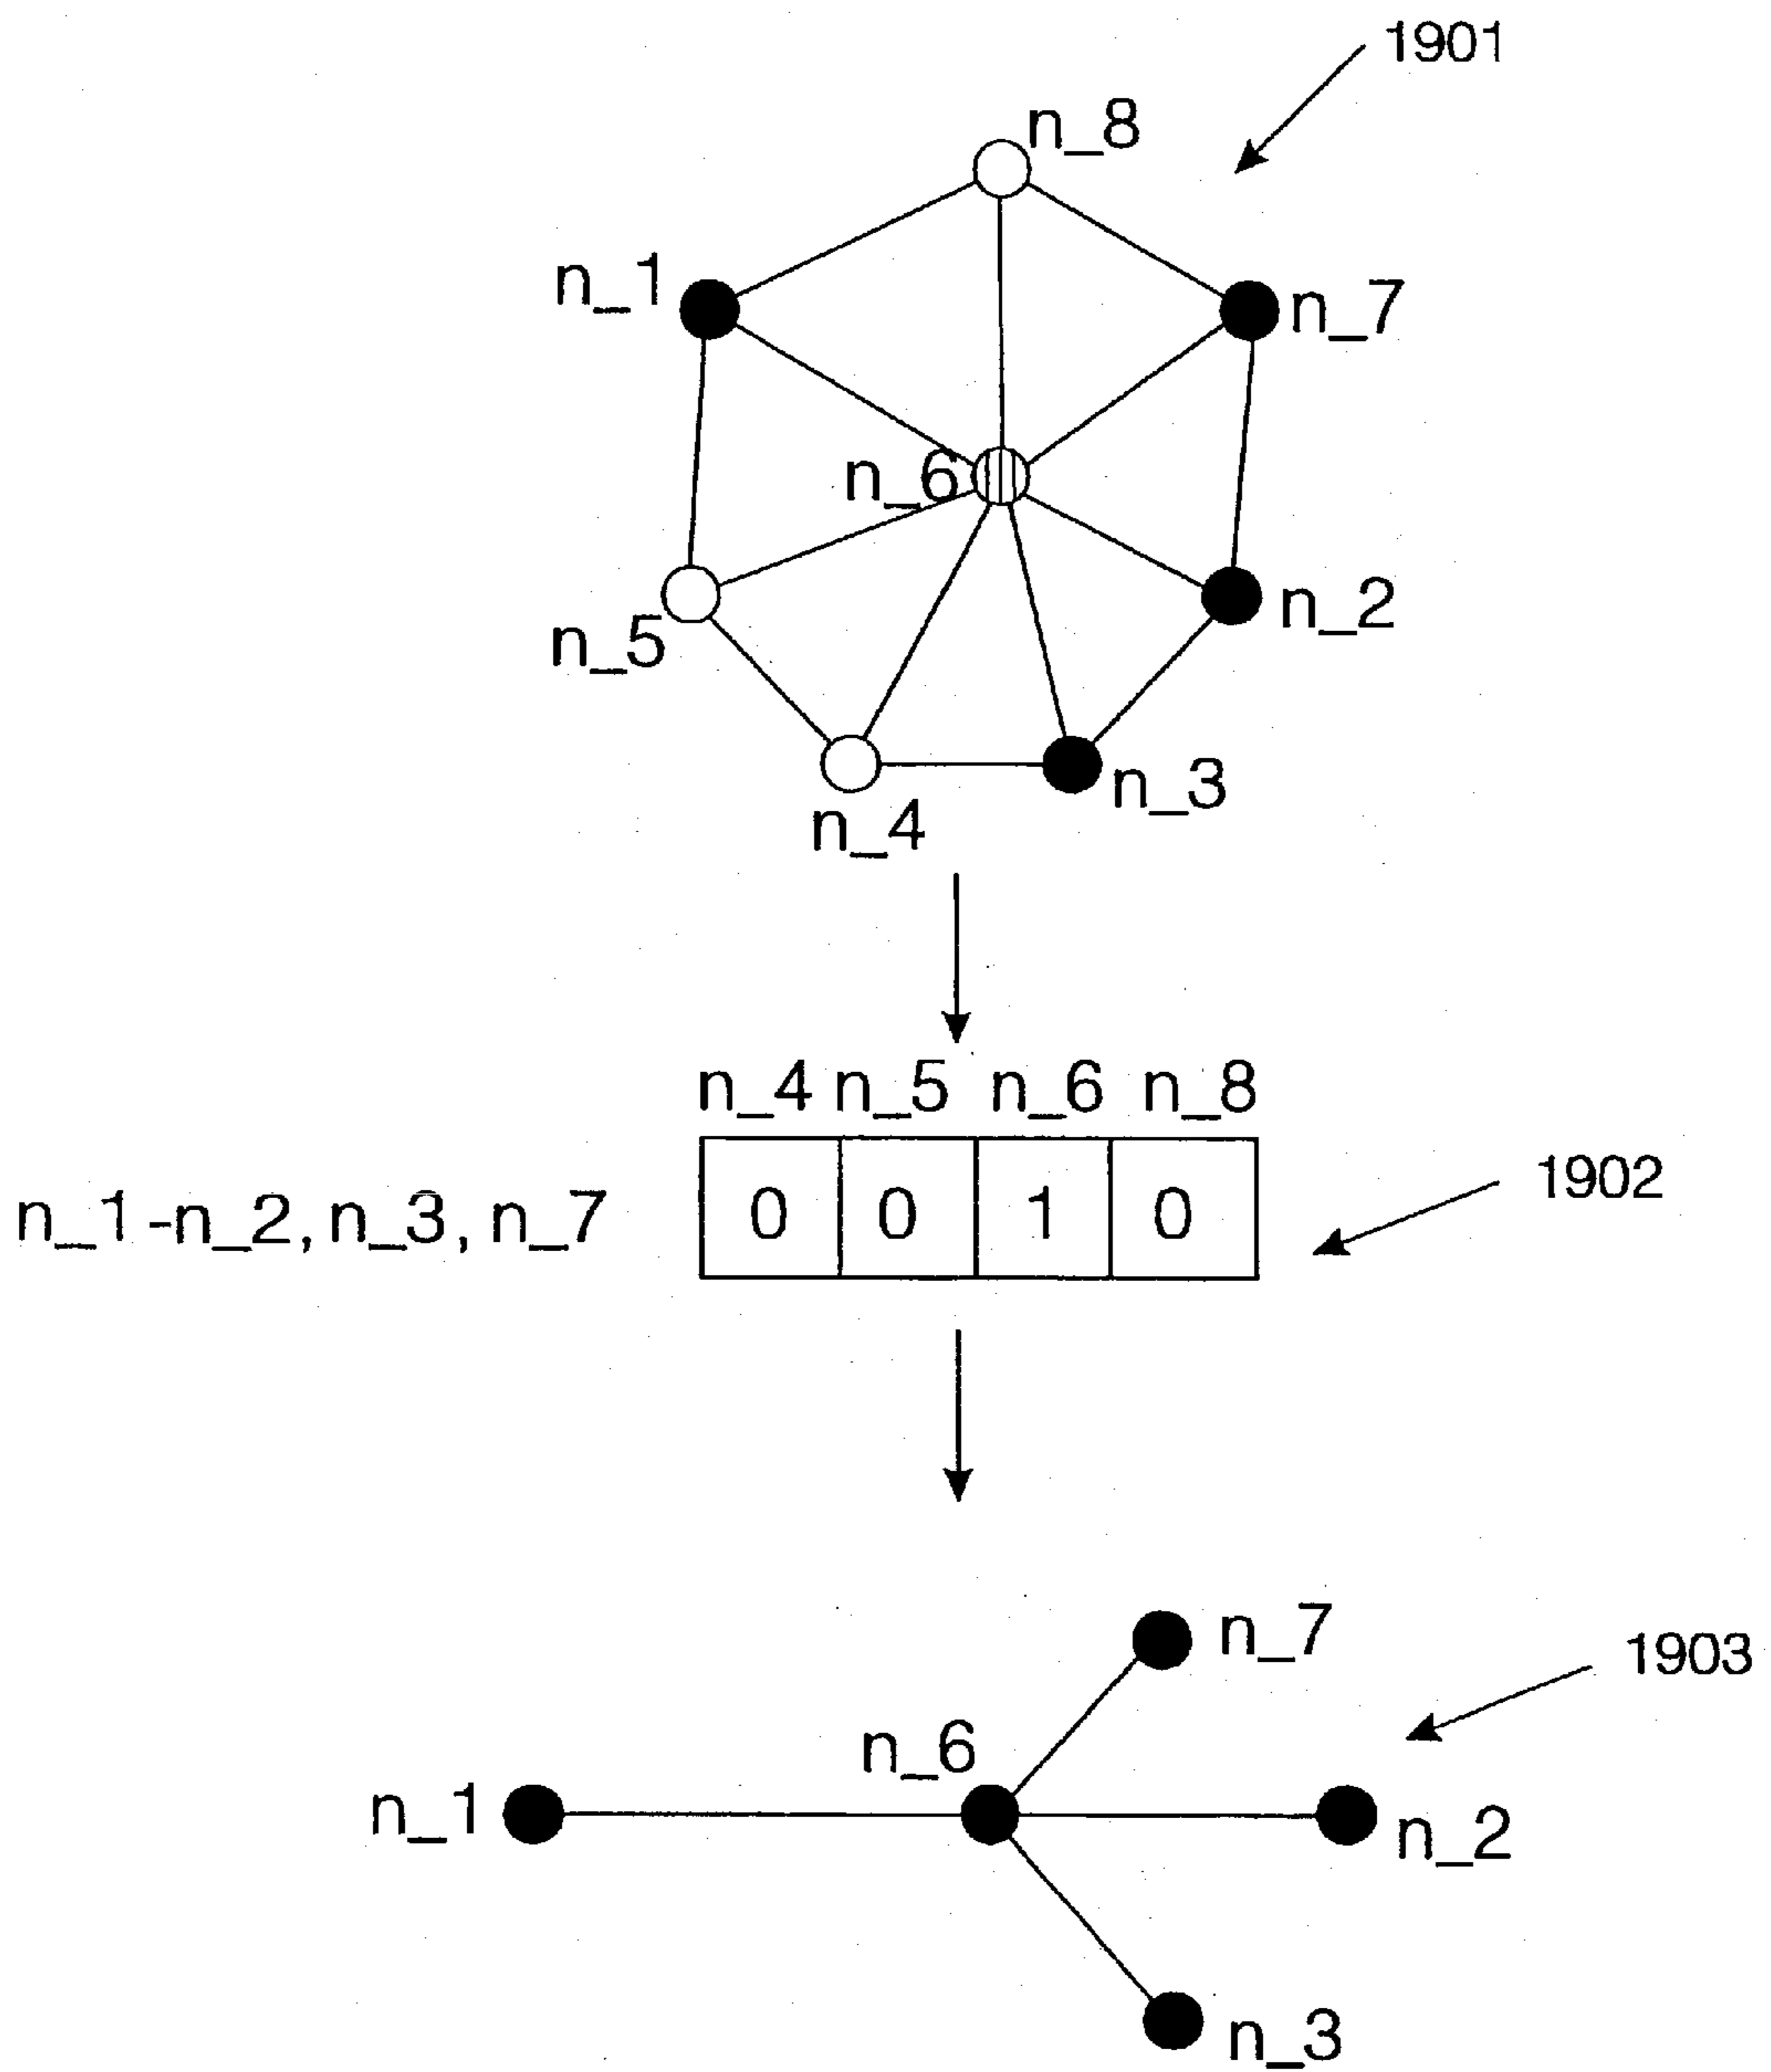 1901
n_8
n_1
n_7
n_6
n_2
n_5
n_3
n_4
n_4 n_5 n_6 n_8
n_1-n_2, n_3, n_7 0 0 1 0
1902
n_7
1903
n_6
n_1
n_2
n_3